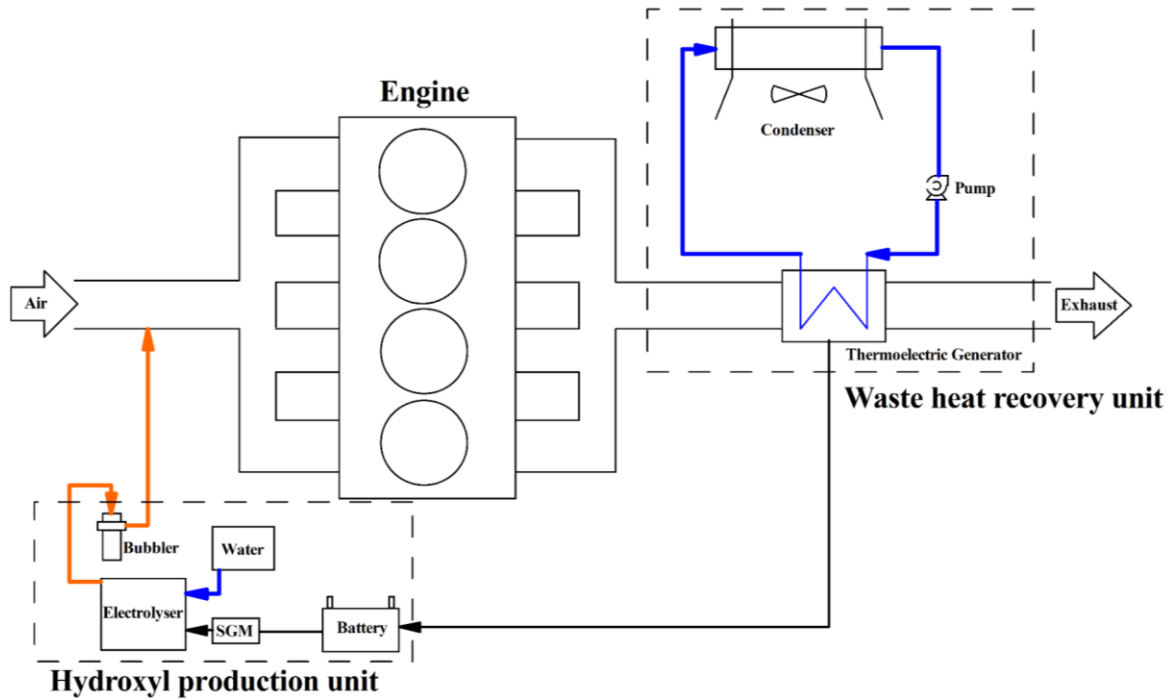 Engine
Condenser
Pump
Air
Exhaust
Thermoelectric Generator
Waste heat recovery unit
Bubbler
Water
Electrolyser
SGM
Battery
Hydroxyl production unit